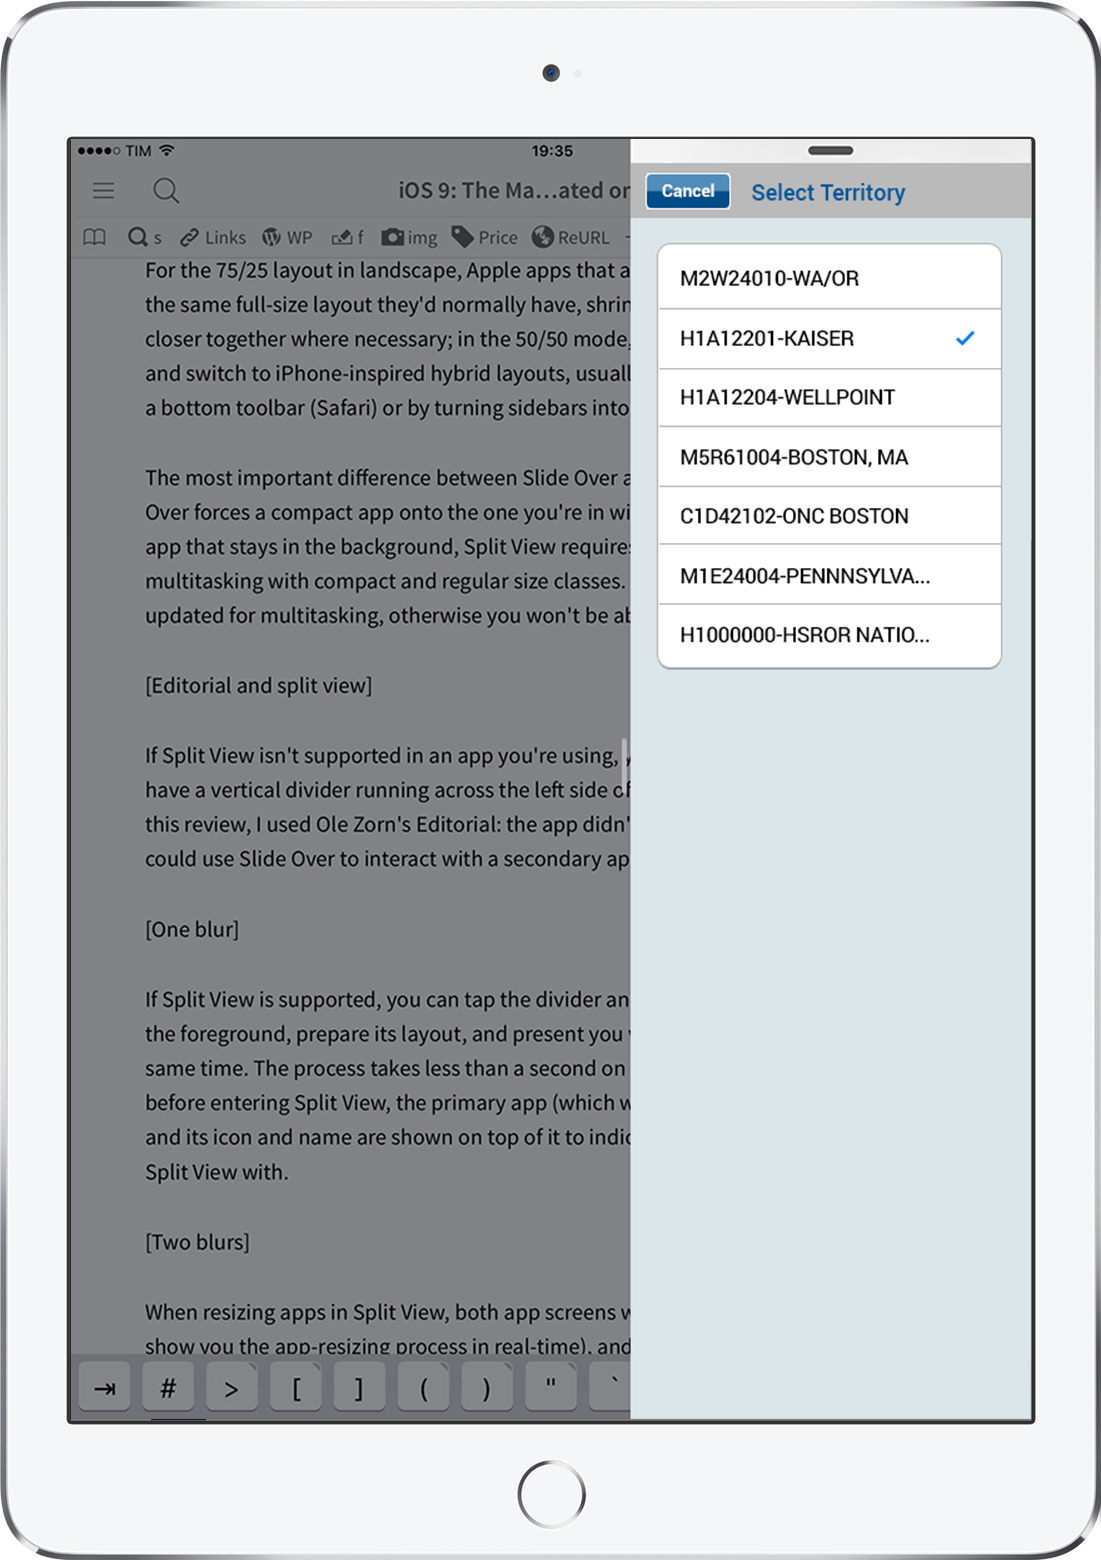 TIM
19:35
iOS 9: The Ma...ated or
s Links WP f img Price ReURL
For the 75/25 layout in landscape, Apple apps that a
the same full-size layout they'd normally have, shrin
closer together where necessary; in the 50/50 mode,
and switch to iPhone-inspired hybrid layouts, usuall
a bottom toolbar (Safari) or by turning sidebars into
The most important difference between Slide Over a
Over forces a compact app onto the one you're in wi
app that stays in the background, Split View require
multitasking with compact and regular size classes.
updated for multitasking, otherwise you won't be ab
[Editorial and split view]
If Split View isn't supported in an app you're using,
have a vertical divider running across the left side of
this review, I used Ole Zorn's Editorial: the app didn'
could use Slide Over to interact with a secondary ap
[One blur]
If Split View is supported, you can tap the divider an
the foreground, prepare its layout, and present you
same time. The process takes less than a second on
before entering Split View, the primary app (which w
and its icon and name are shown on top of it to indic
Split View with.
[Two blurs]
When resizing apps in Split View, both app screens w
show you the app-resizing process in real-time), and
# > [ ] ( ) " `
Cancel
Select Territory
M2W24010-WA/OR
H1A12201-KAISER
H1A12204-WELLPOINT
M5R61004-BOSTON, MA
C1D42102-ONC BOSTON
M1E24004-PENNNSYLVA...
H1000000-HSROR NATIO...